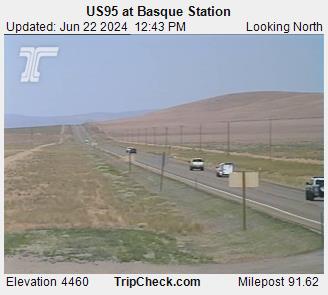 US95 at Basque Station
Updated: Jun 22 2024 12:43 PM Looking North
Elevation 4460 TripCheck.com Milepost 91.62